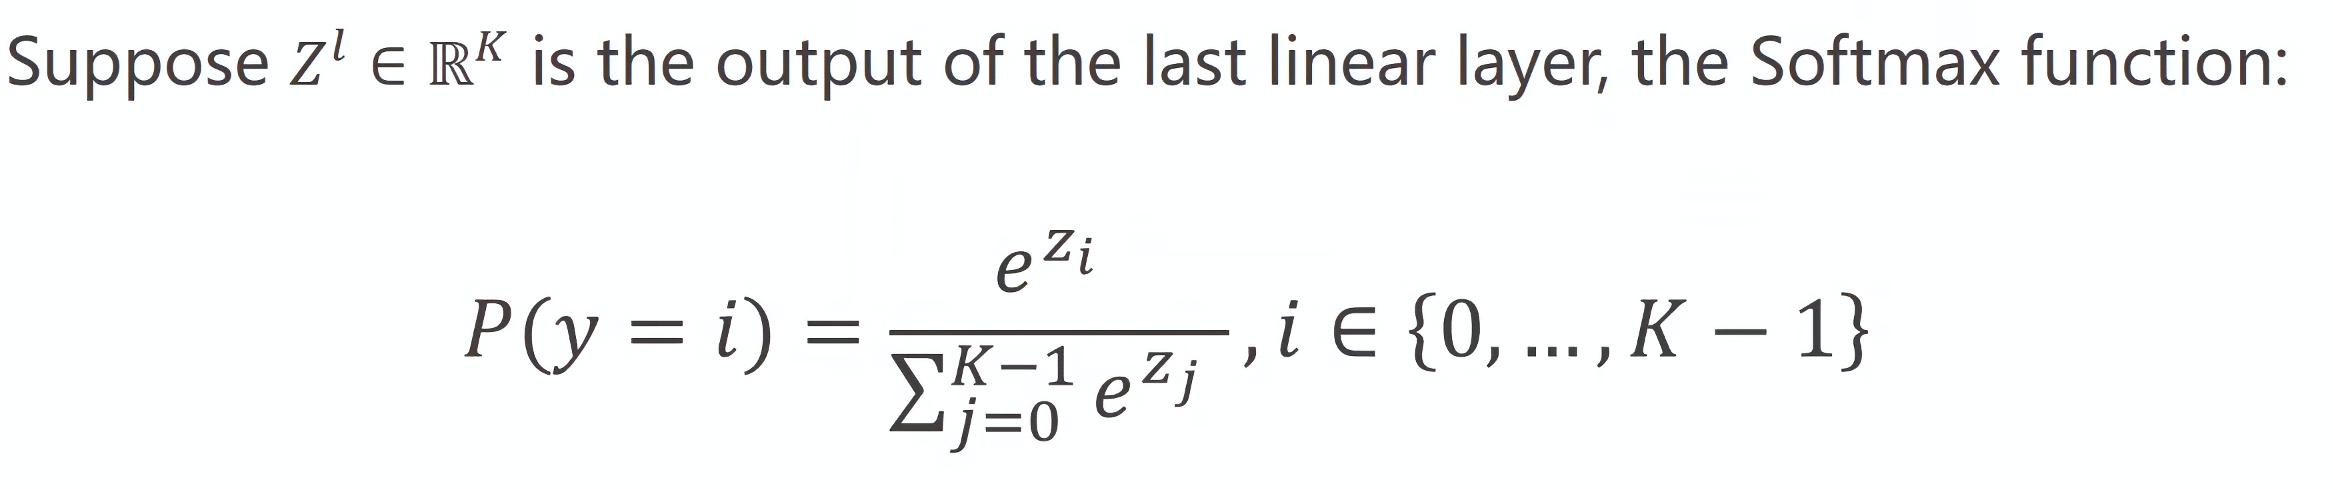 Suppose Z^l ∈ ℝ^K is the output of the last linear layer, the Softmax function:
P(y = i) = e^{z_i} / ∑_{j=0}^{K−1} e^{z_j}, i ∈ {0, … , K − 1}